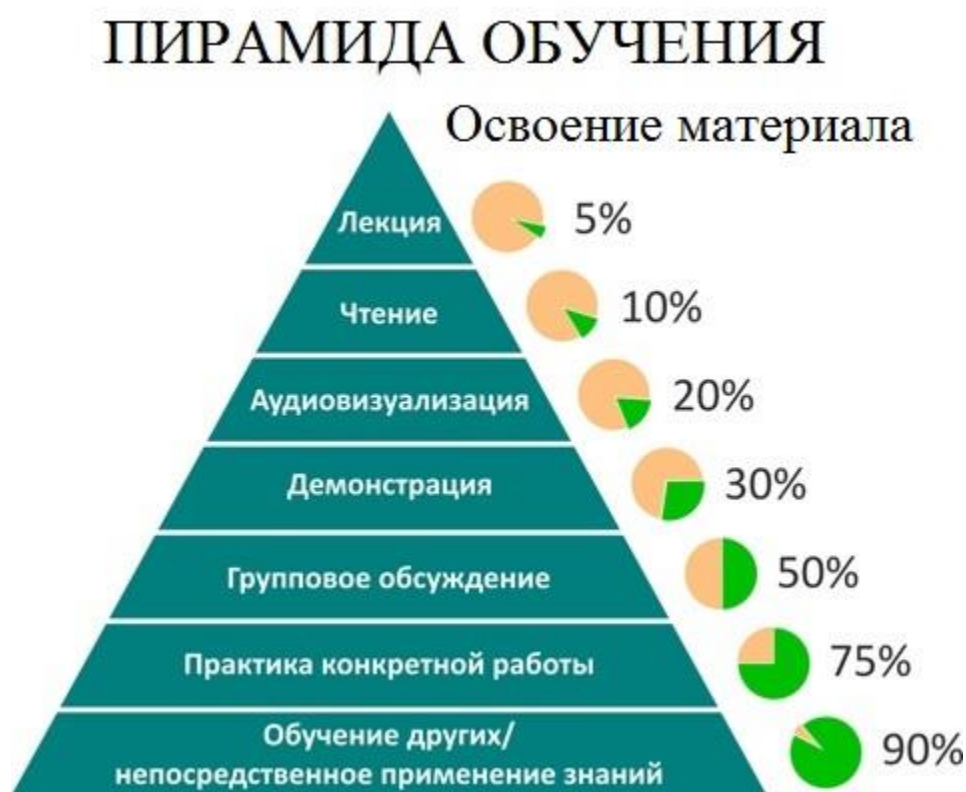 ПИРАМИДА ОБУЧЕНИЯ
Освоение материала
Лекция
5%
Чтение
10%
Аудиовизуализация
20%
Демонстрация
30%
Групповое обсуждение
50%
Практика конкретной работы
75%
Обучение других/
непосредственное применение знаний
90%